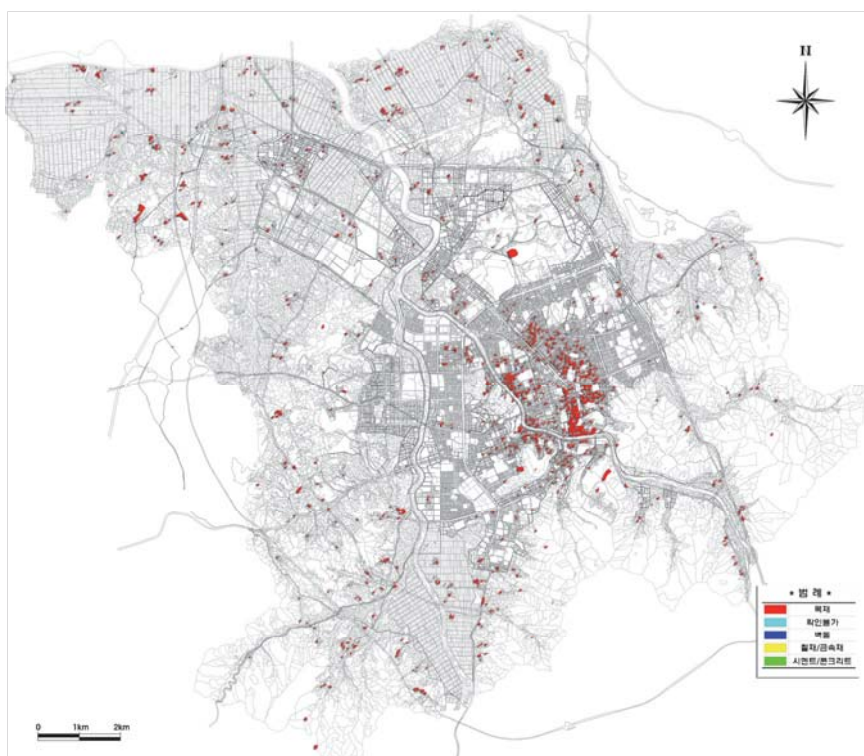 N
★ 범 례 ★
목재
확인불가
벽돌
철재/금속재
시멘트/콘크리트
0 1km 2km